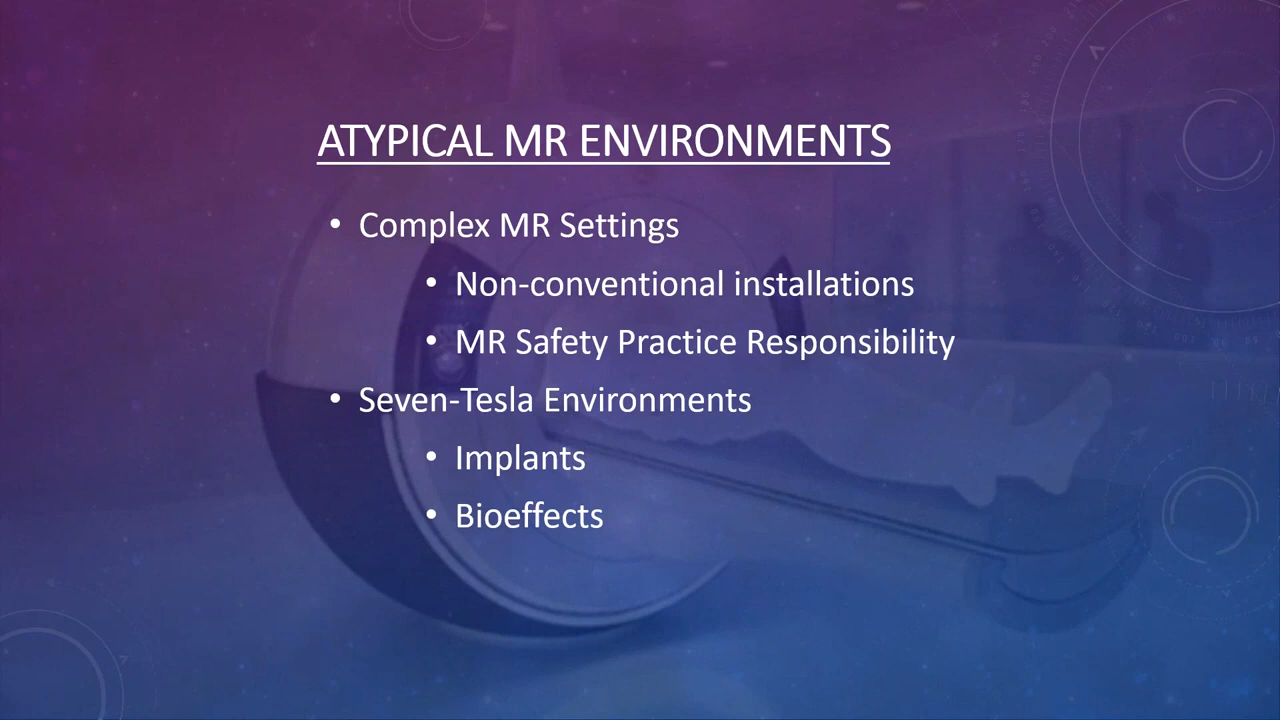 ATYPICAL MR ENVIRONMENTS
• Complex MR Settings
• Non-conventional installations
• MR Safety Practice Responsibility
• Seven-Tesla Environments
• Implants
• Bioeffects